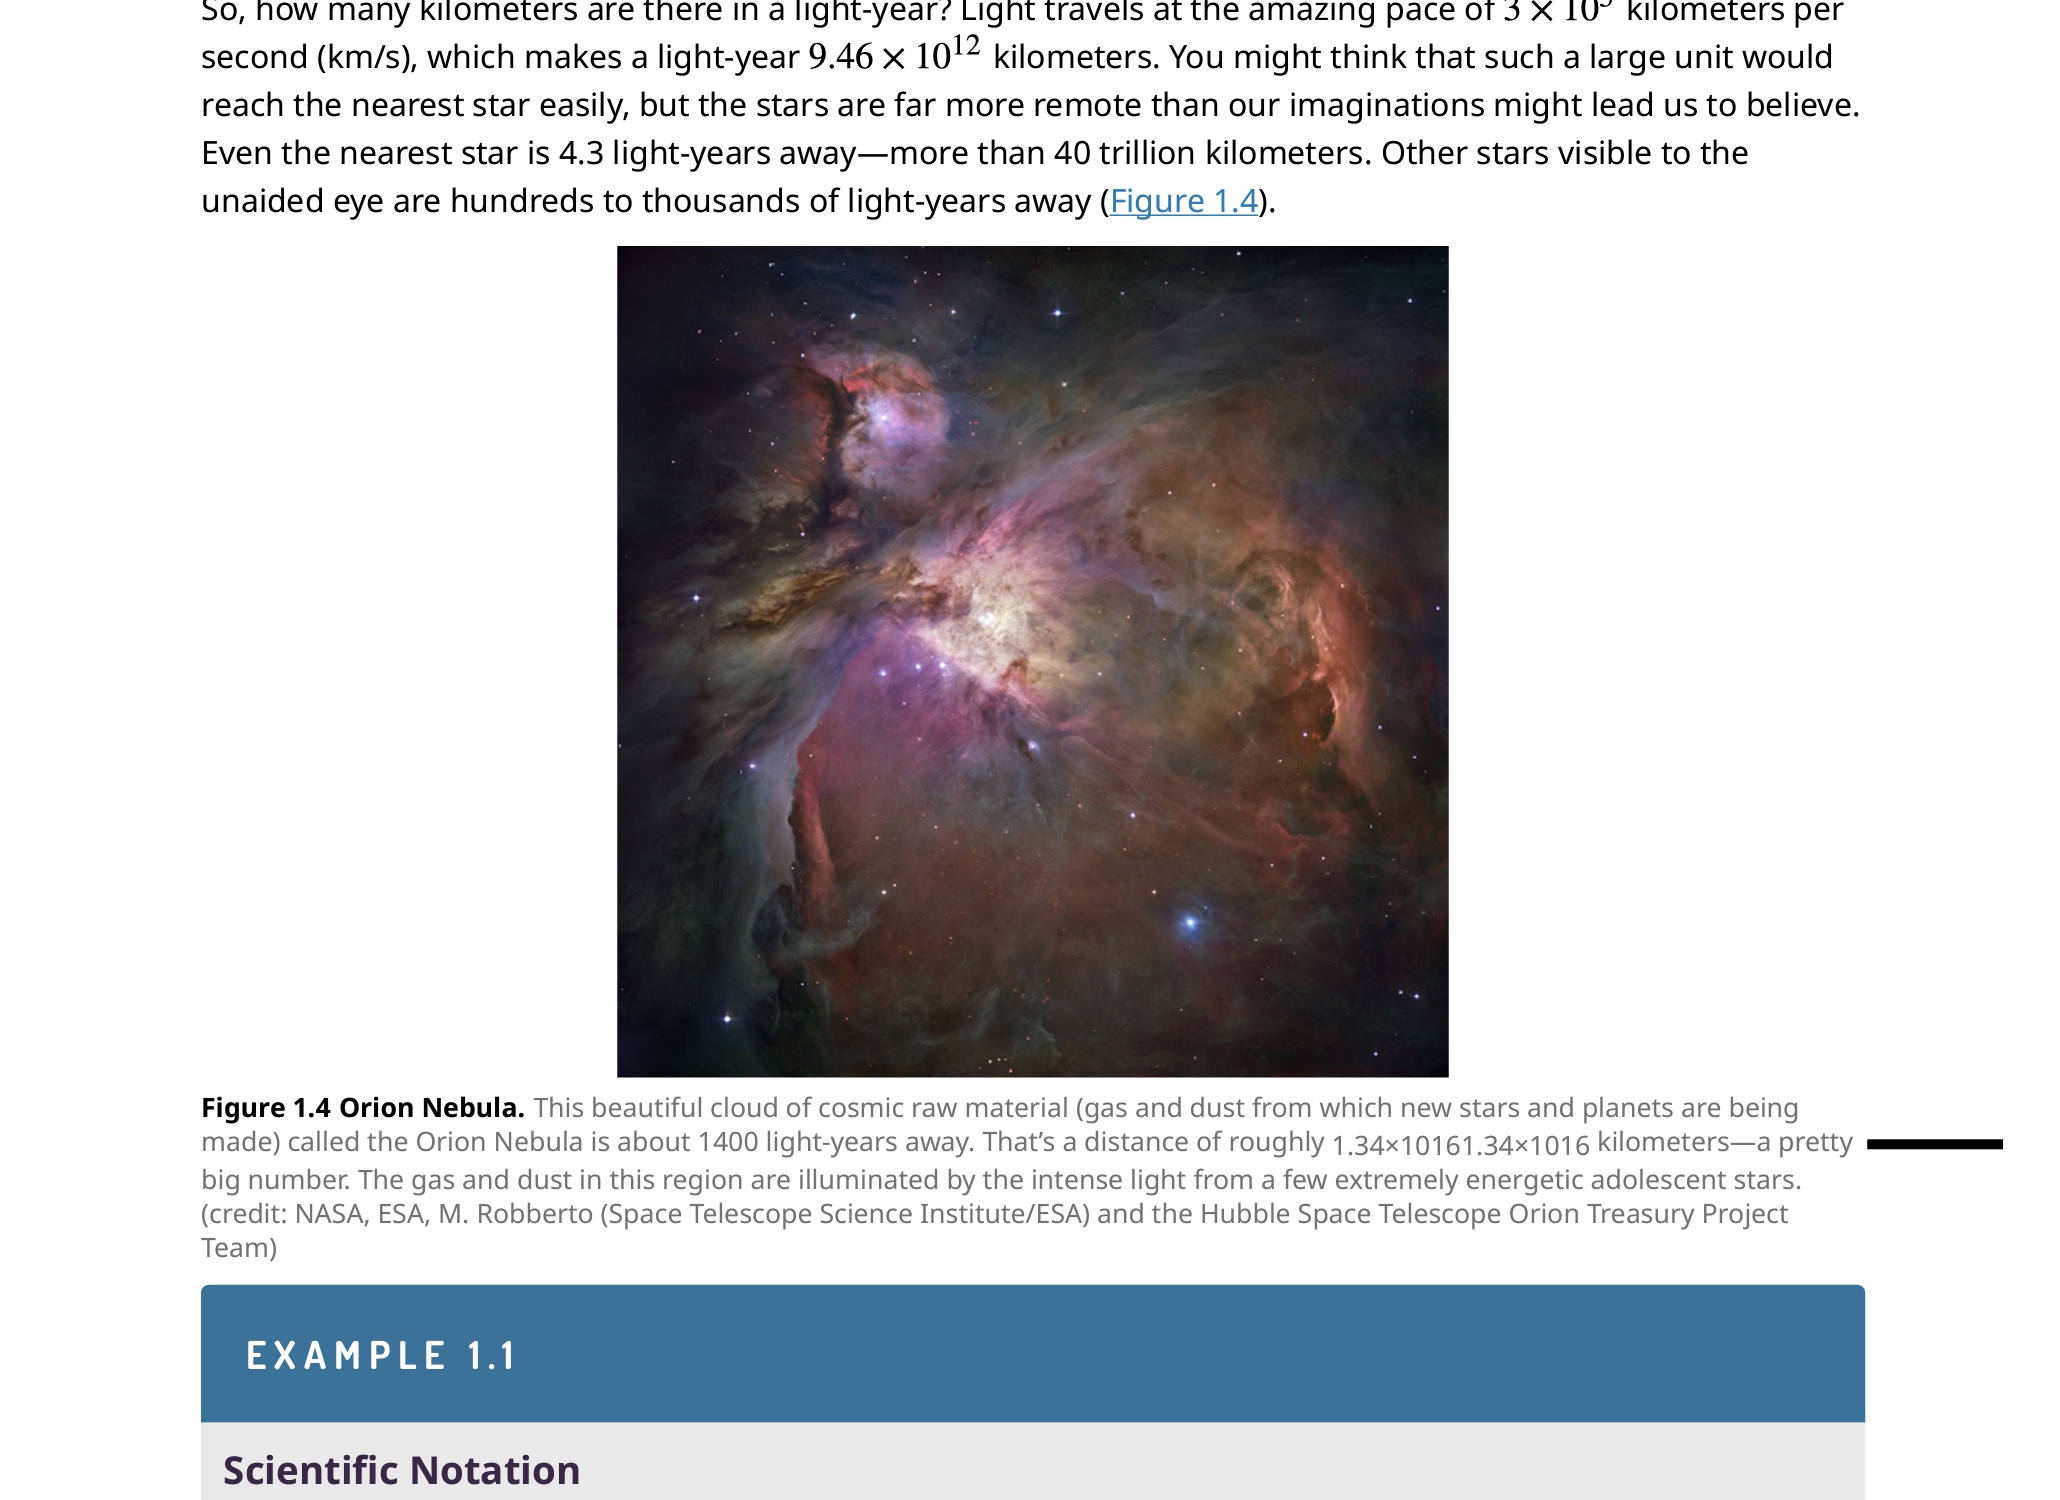 So, how many kilometers are there in a light-year? Light travels at the amazing pace of 3 × 10⁵ kilometers per
second (km/s), which makes a light-year 9.46 × 10¹² kilometers. You might think that such a large unit would
reach the nearest star easily, but the stars are far more remote than our imaginations might lead us to believe.
Even the nearest star is 4.3 light-years away—more than 40 trillion kilometers. Other stars visible to the
unaided eye are hundreds to thousands of light-years away (Figure 1.4).
Figure 1.4 Orion Nebula. This beautiful cloud of cosmic raw material (gas and dust from which new stars and planets are being
made) called the Orion Nebula is about 1400 light-years away. That’s a distance of roughly 1.34×10161.34×1016 kilometers—a pretty
big number. The gas and dust in this region are illuminated by the intense light from a few extremely energetic adolescent stars.
(credit: NASA, ESA, M. Robberto (Space Telescope Science Institute/ESA) and the Hubble Space Telescope Orion Treasury Project
Team)
EXAMPLE 1.1
Scientific Notation